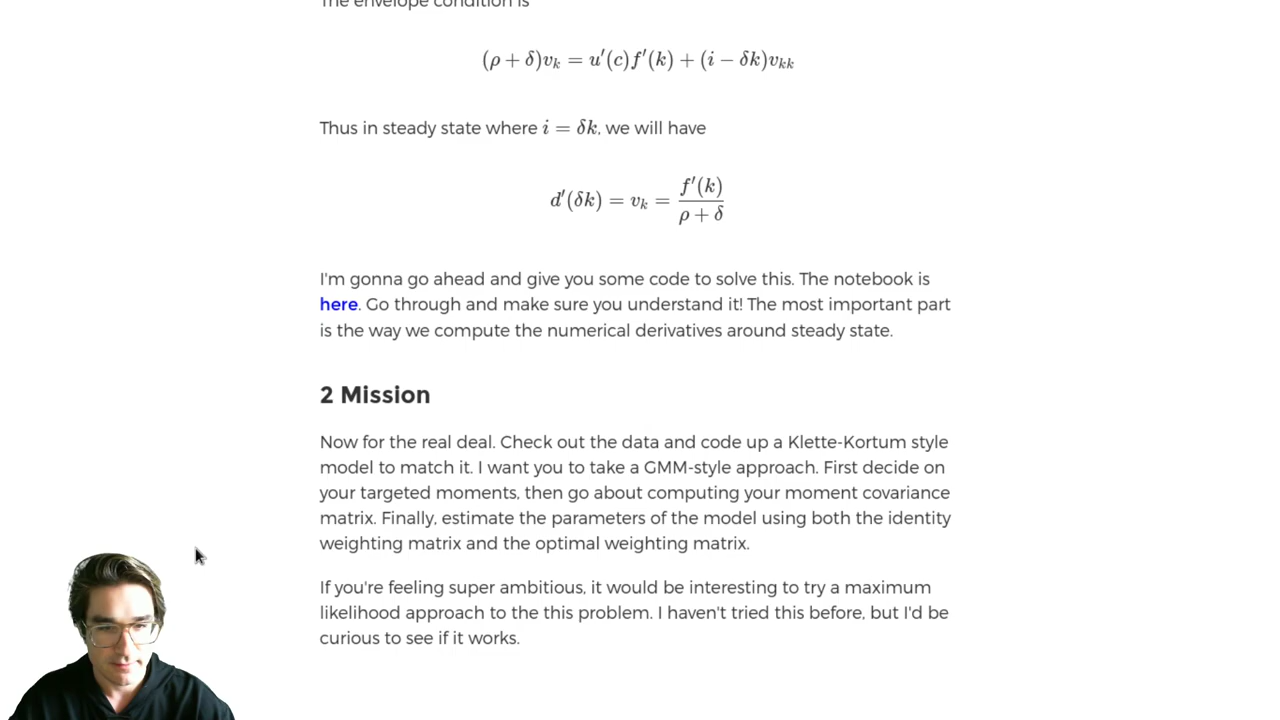 The envelope condition is
(ρ + δ)v_k = u′(c)f′(k) + (i − δk)v_kk
Thus in steady state where i = δk, we will have
d′(δk) = v_k = f′(k) / ρ + δ
I'm gonna go ahead and give you some code to solve this. The notebook is
here. Go through and make sure you understand it! The most important part
is the way we compute the numerical derivatives around steady state.
2 Mission
Now for the real deal. Check out the data and code up a Klette-Kortum style
model to match it. I want you to take a GMM-style approach. First decide on
your targeted moments, then go about computing your moment covariance
matrix. Finally, estimate the parameters of the model using both the identity
weighting matrix and the optimal weighting matrix.
If you're feeling super ambitious, it would be interesting to try a maximum
likelihood approach to the this problem. I haven't tried this before, but I'd be
curious to see if it works.